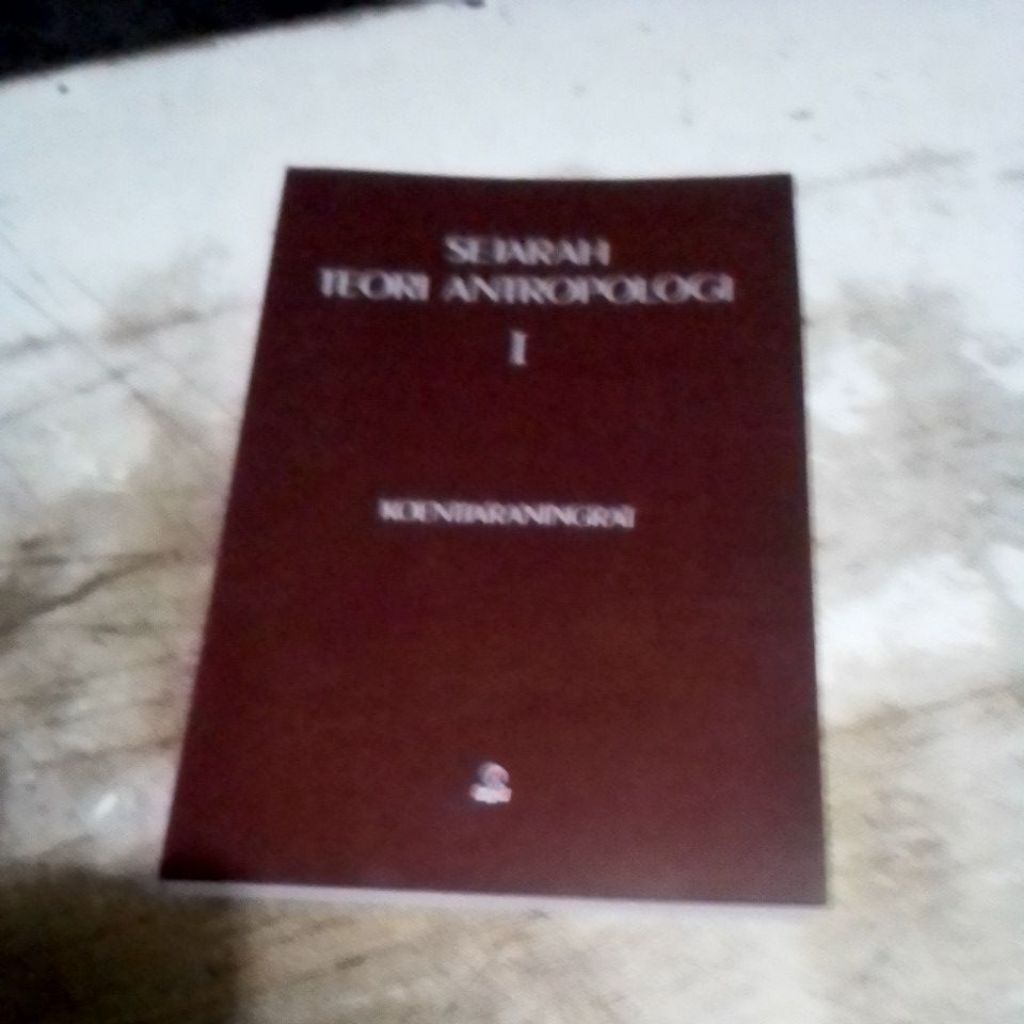 SEJARAH
TEORI ANTROPOLOGI
I
KOENTJARANINGRAT